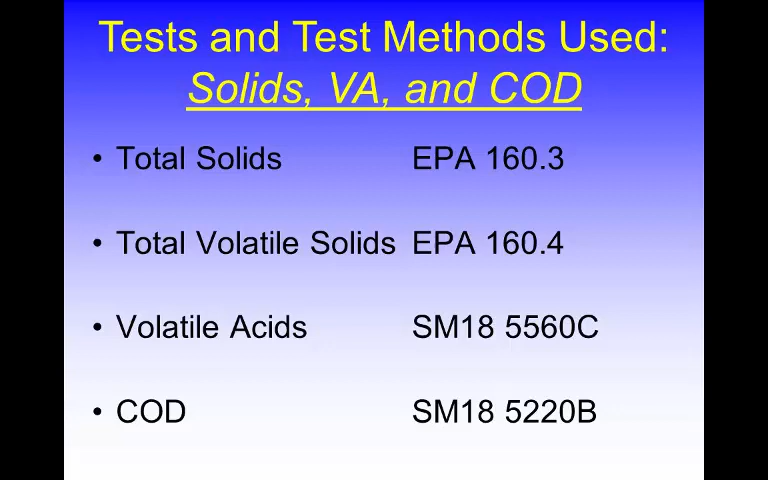 Tests and Test Methods Used:
Solids, VA, and COD
• Total Solids EPA 160.3
• Total Volatile Solids EPA 160.4
• Volatile Acids SM18 5560C
• COD SM18 5220B